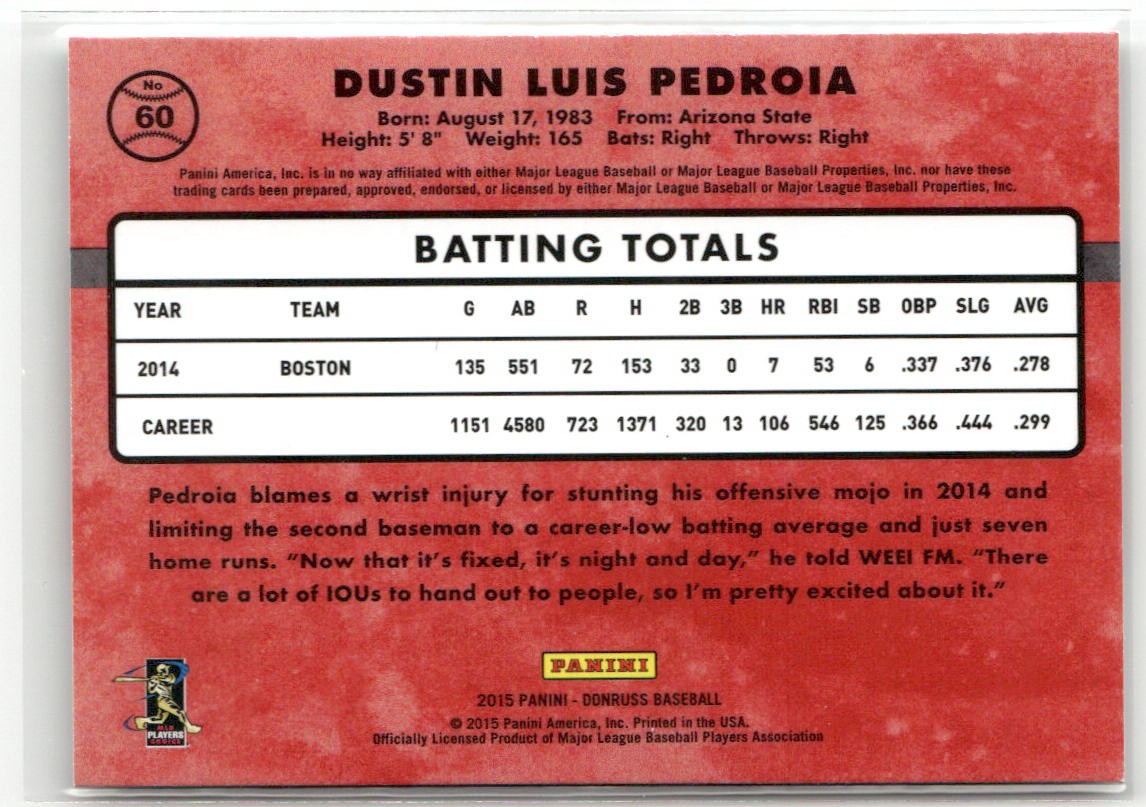 No
60
DUSTIN LUIS PEDROIA
Born: August 17, 1983 From: Arizona State
Height: 5' 8" Weight: 165 Bats: Right Throws: Right
Panini America, Inc. is in no way affiliated with either Major League Baseball or Major League Baseball Properties, Inc. nor have these
trading cards been prepared, approved, endorsed, or licensed by either Major League Baseball or Major League Baseball Properties, Inc.
BATTING TOTALS
YEAR TEAM G AB R H 2B 3B HR RBI SB OBP SLG AVG
2014 BOSTON 135 551 72 153 33 0 7 53 6 .337 .376 .278
CAREER 1151 4580 723 1371 320 13 106 546 125 .366 .444 .299
Pedroia blames a wrist injury for stunting his offensive mojo in 2014 and
limiting the second baseman to a career-low batting average and just seven
home runs. “Now that it’s fixed, it’s night and day,” he told WEEI FM. “There
are a lot of IOUs to hand out to people, so I’m pretty excited about it.”
PANINI
2015 PANINI - DONRUSS BASEBALL
© 2015 Panini America, Inc. Printed in the USA.
Officially Licensed Product of Major League Baseball Players Association
MLB
PLAYERS
CHOICE